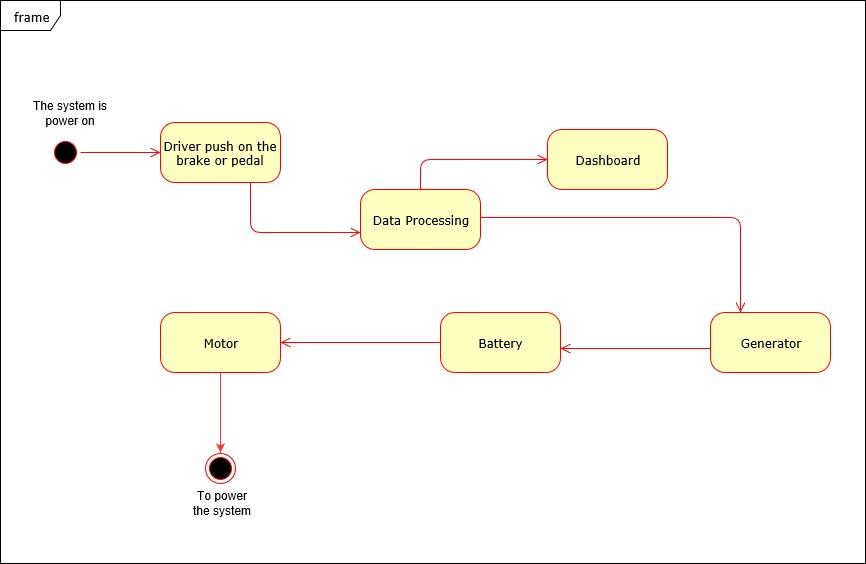 frame
The system is
power on
Driver push on the
brake or pedal
Dashboard
Data Processing
Motor
Battery
Generator
To power
the system